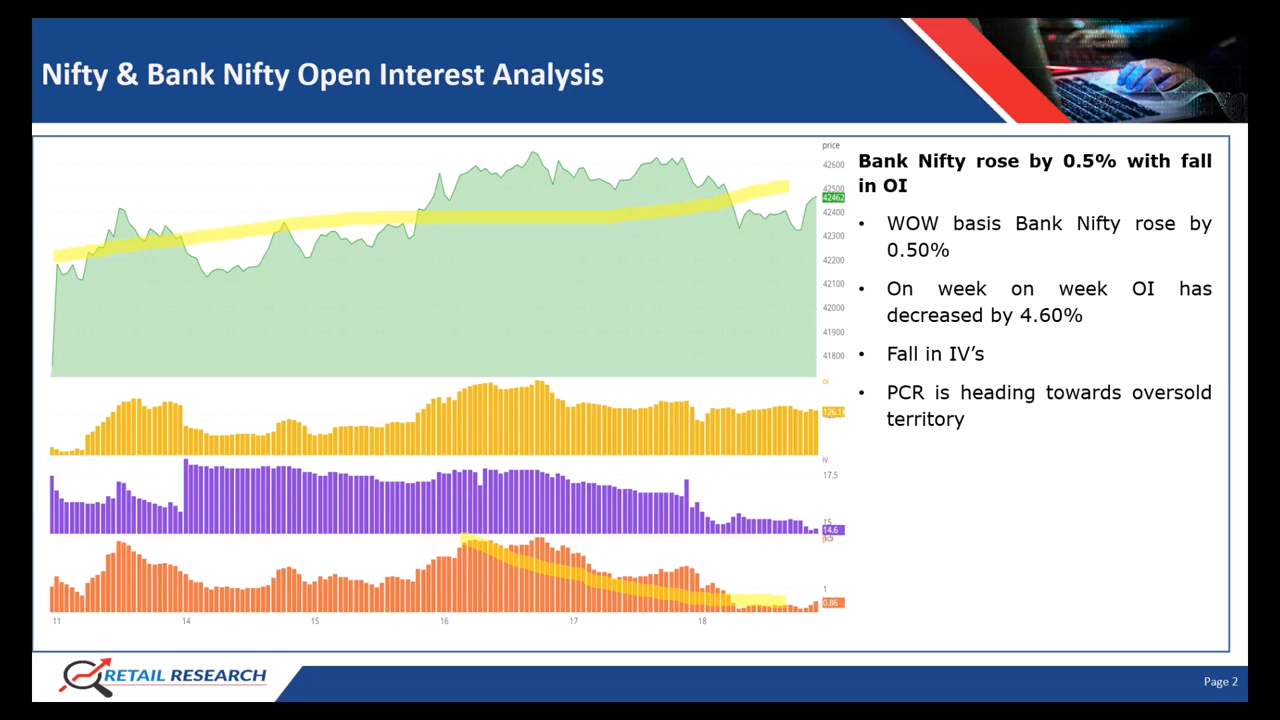 Nifty & Bank Nifty Open Interest Analysis
price
42600
42500
42462
42400
42300
42200
42100
42000
41900
41800
oi
126.1
iv
17.5
15
14.6
1
0.86
11 14 15 16 17 18
Bank Nifty rose by 0.5% with fall
in OI
• WOW basis Bank Nifty rose by
0.50%
• On week on week OI has
decreased by 4.60%
• Fall in IV’s
• PCR is heading towards oversold
territory
RETAIL RESEARCH
Page 2